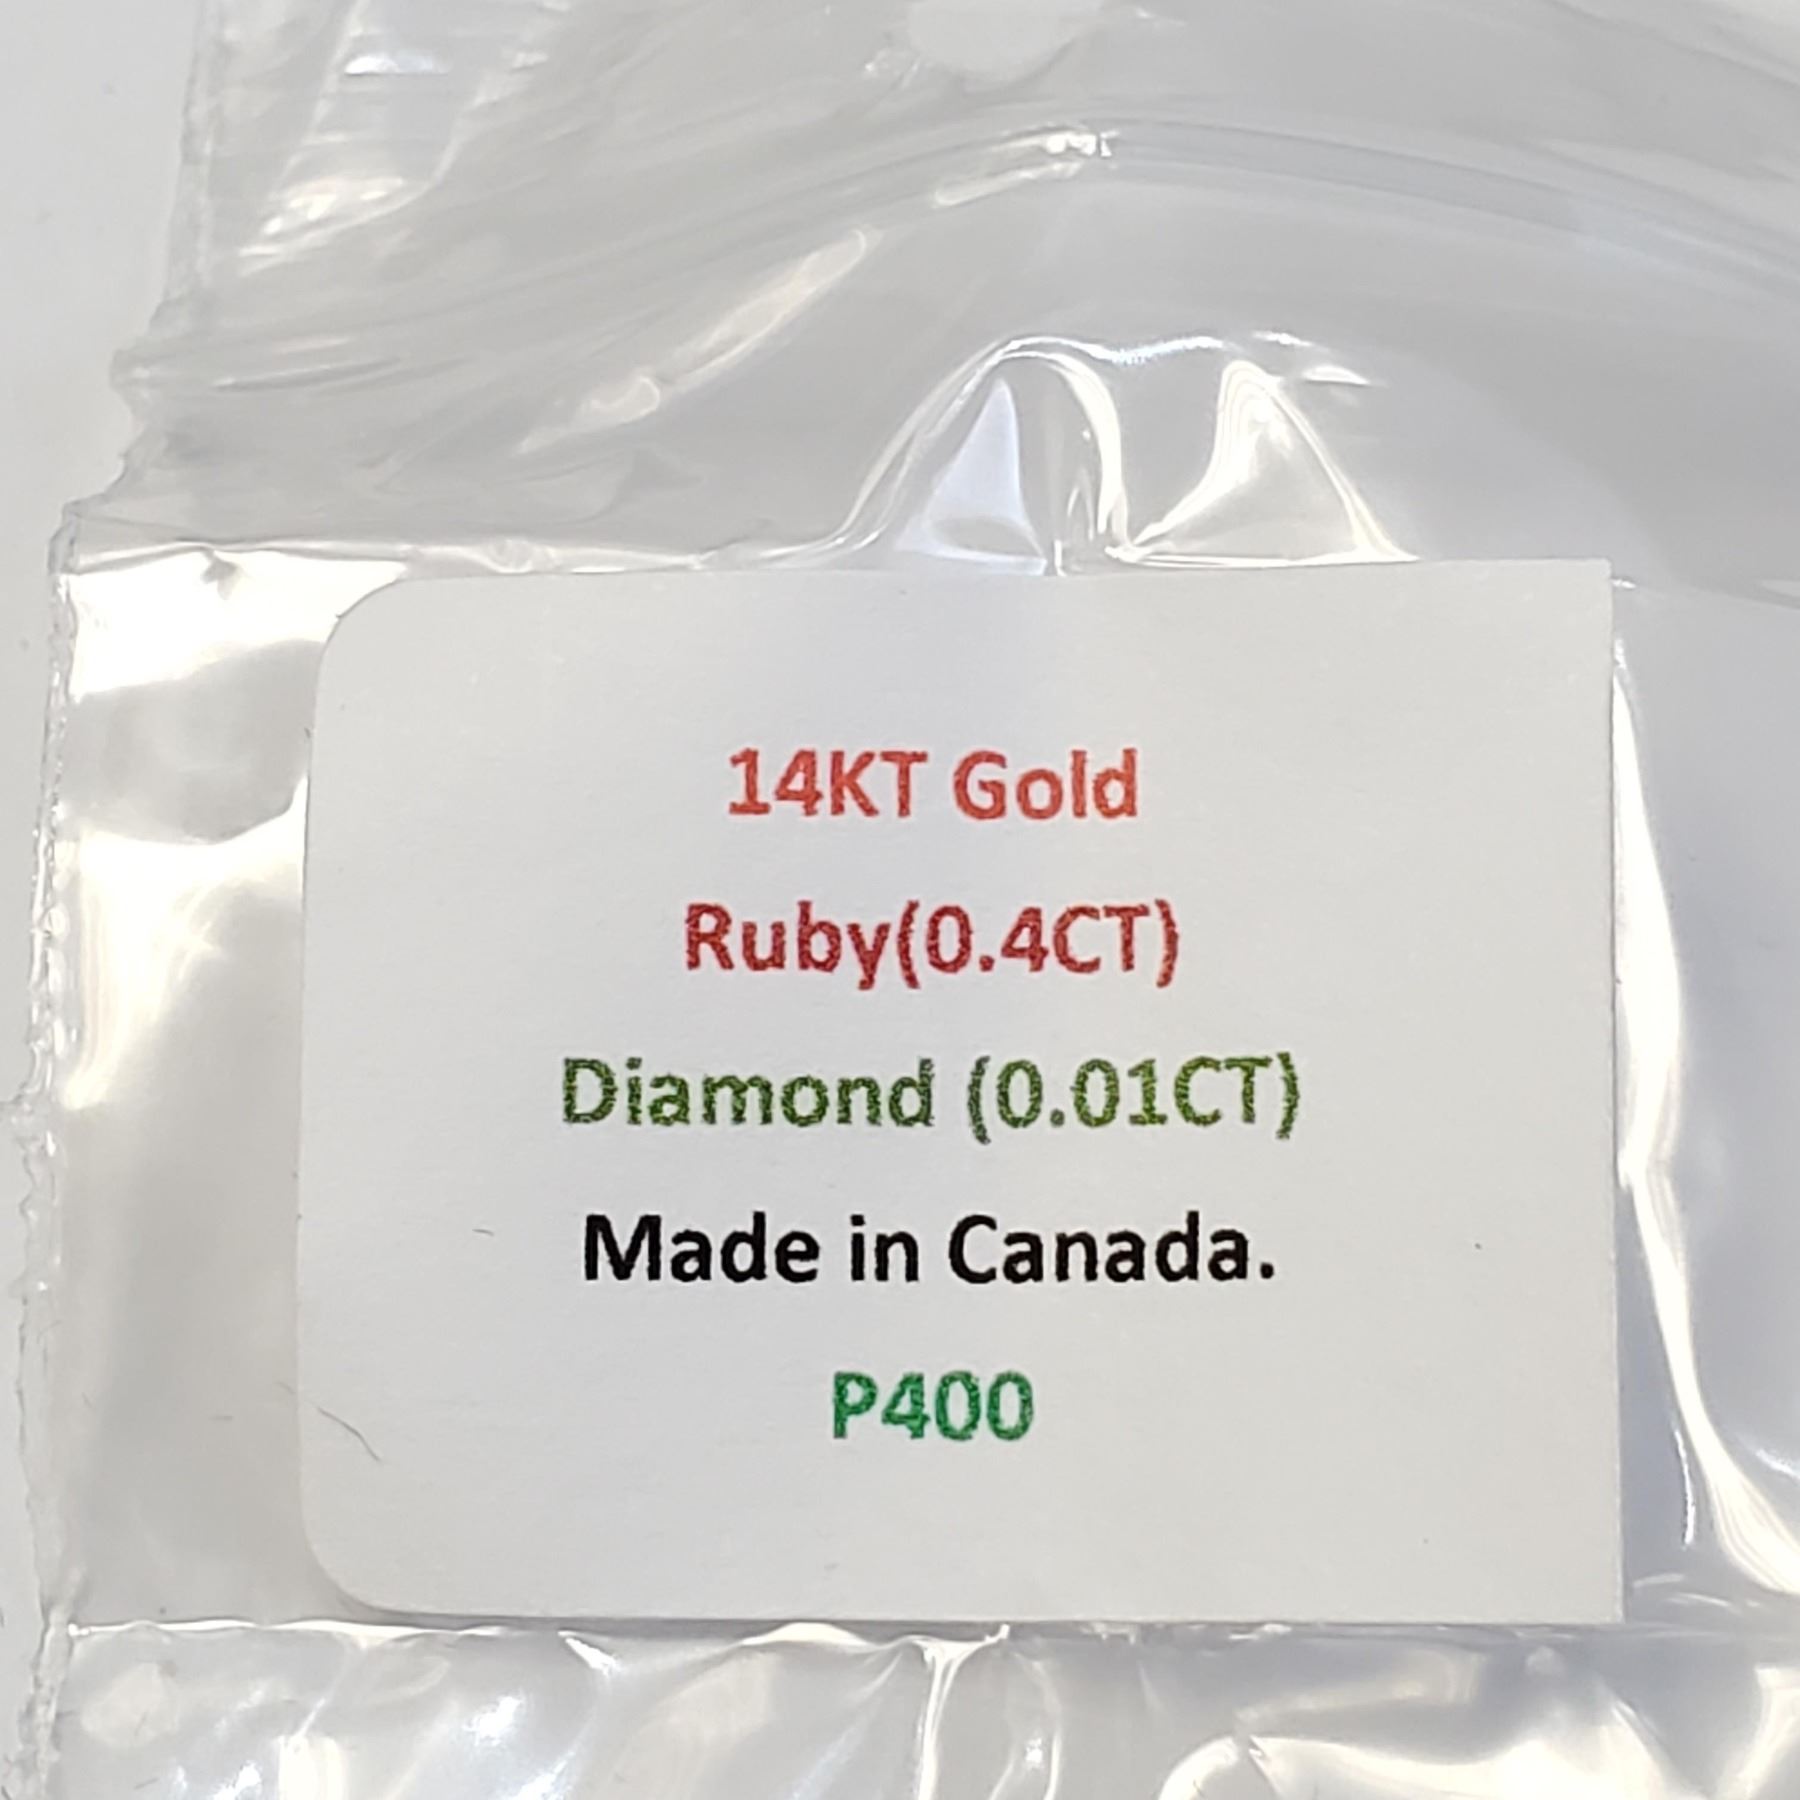 14KT Gold
Ruby(0.4CT)
Diamond (0.01CT)
Made in Canada.
P400